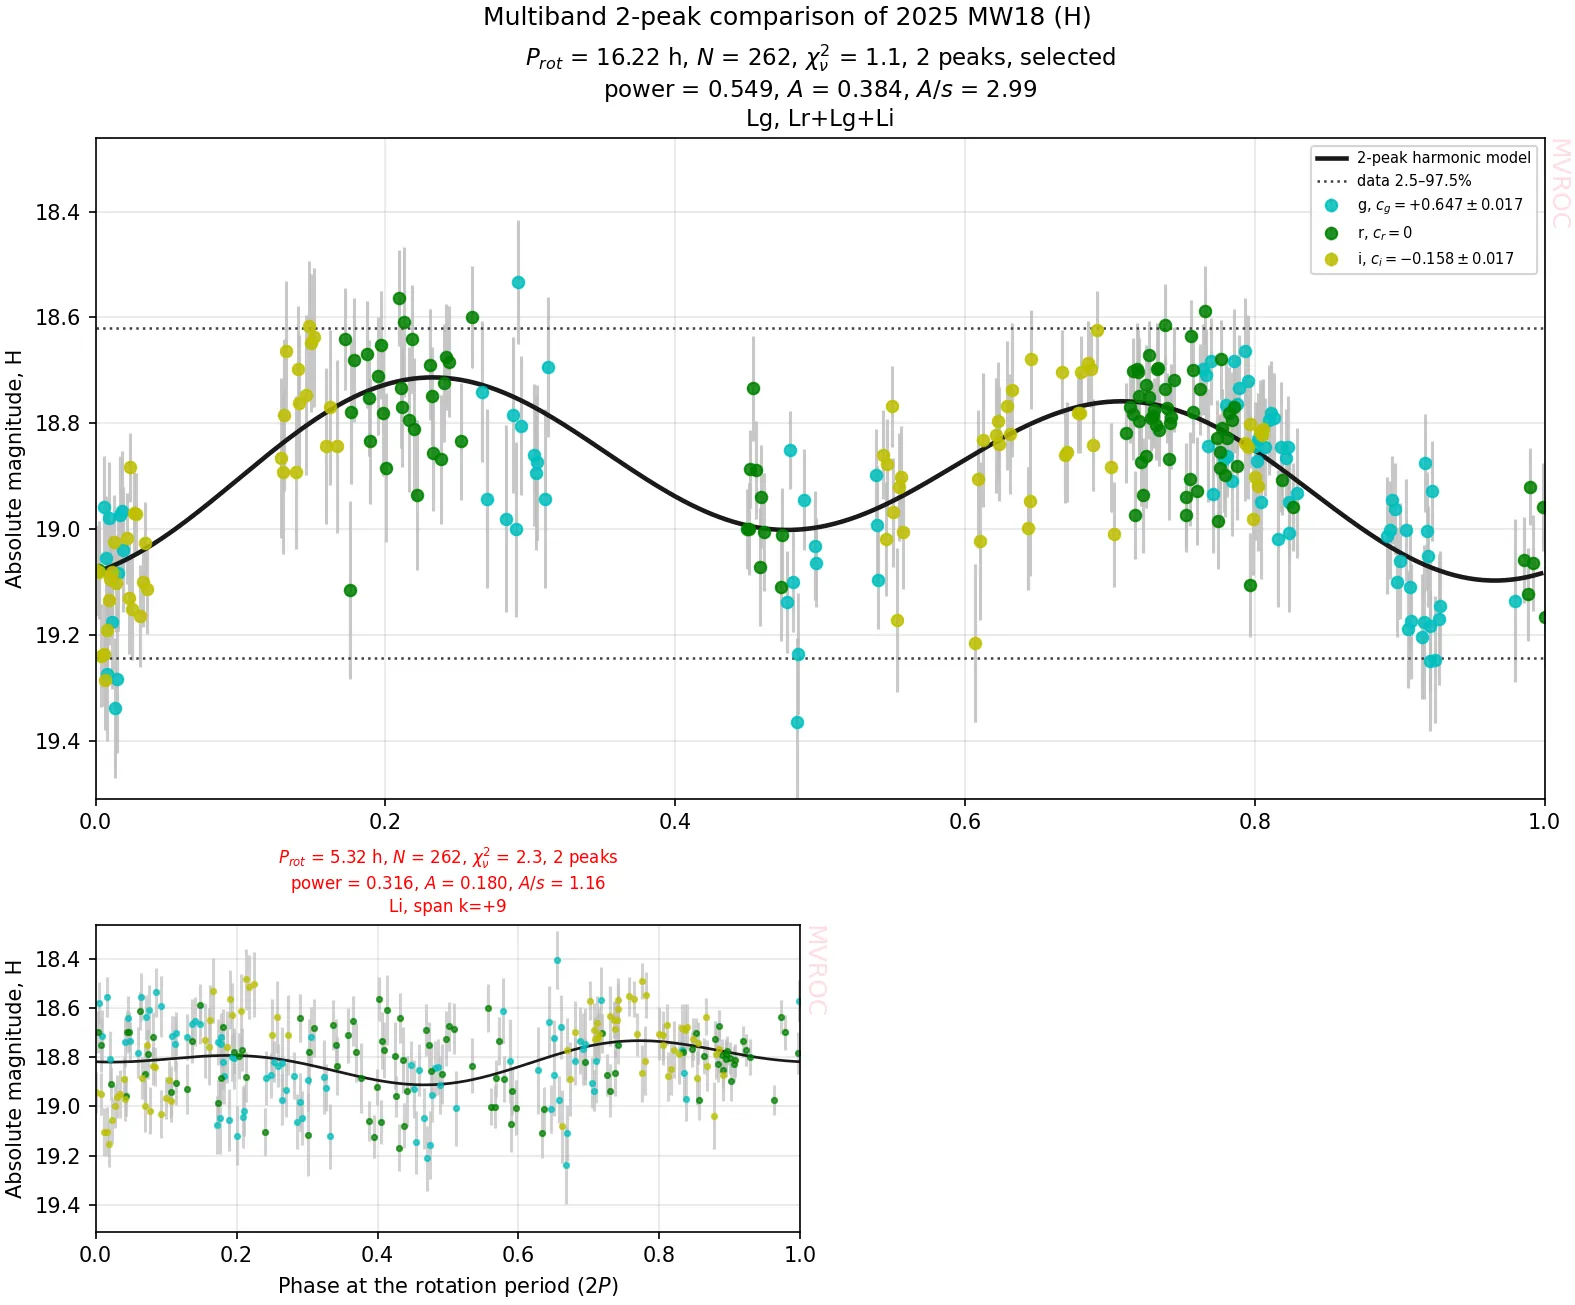 Multiband 2-peak comparison of 2025 MW18 (H)
P_rot = 16.22 h, N = 262, χ²_ν = 1.1, 2 peaks, selected
power = 0.549, A = 0.384, A/s = 2.99
Lg, Lr+Lg+Li
2-peak harmonic model
data 2.5–97.5%
g, c_g = +0.647 ± 0.017
r, c_r = 0
i, c_i = −0.158 ± 0.017
MVROC
Absolute magnitude, H
18.4
18.6
18.8
19.0
19.2
19.4
0.0 0.2 0.4 0.6 0.8 1.0
P_rot = 5.32 h, N = 262, χ²_ν = 2.3, 2 peaks
power = 0.316, A = 0.180, A/s = 1.16
Li, span k=+9
MVROC
Absolute magnitude, H
18.4
18.6
18.8
19.0
19.2
19.4
0.0 0.2 0.4 0.6 0.8 1.0
Phase at the rotation period (2P)